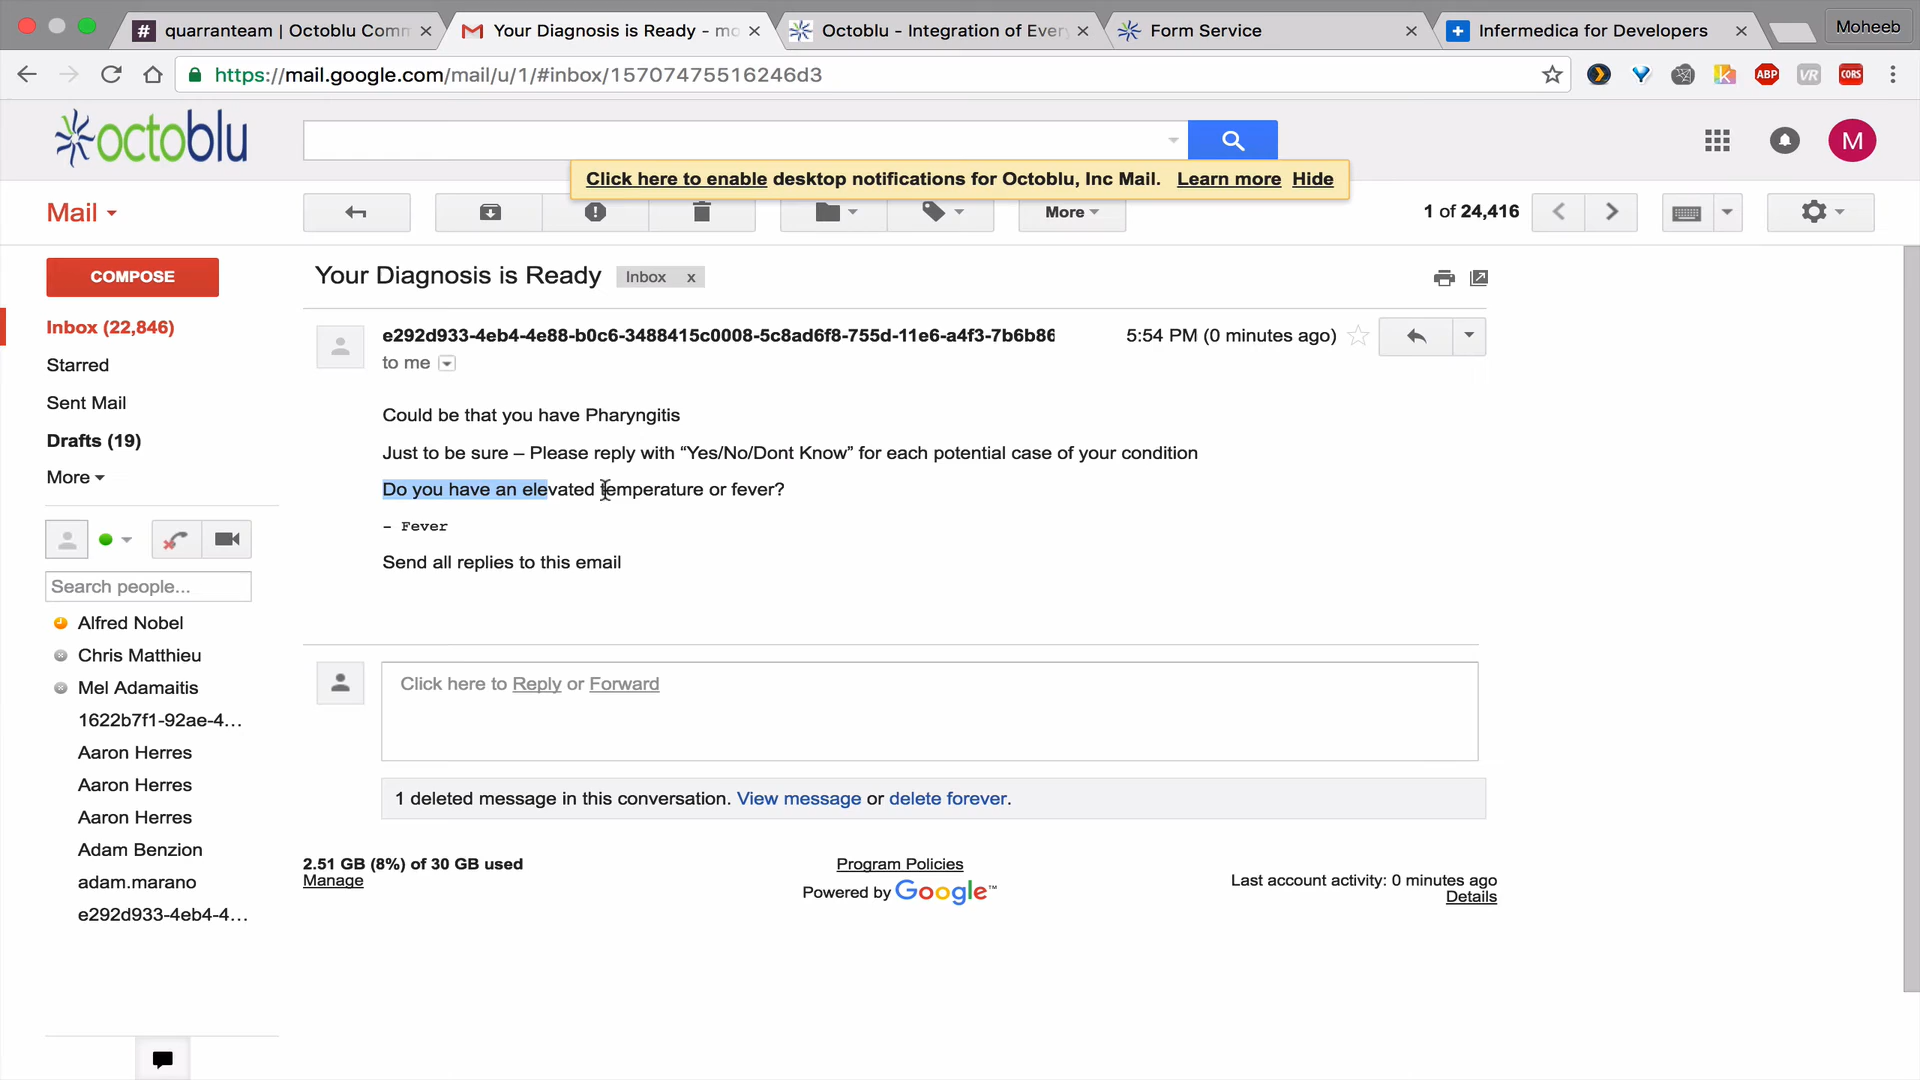 quarranteam | Octoblu Comm
Your Diagnosis is Ready - mo
Octoblu - Integration of Every
Form Service
Infermedica for Developers
Moheeb
https://mail.google.com/mail/u/1/#inbox/15707475516246d3
ABP
VR
CORS
octoblu
M
Click here to enable desktop notifications for Octoblu, Inc Mail. Learn more Hide
Mail
More
1 of 24,416
COMPOSE
Your Diagnosis is Ready
Inbox x
Inbox (22,846)
Starred
Sent Mail
Drafts (19)
More
e292d933-4eb4-4e88-b0c6-3488415c0008-5c8ad6f8-755d-11e6-a4f3-7b6b86
5:54 PM (0 minutes ago)
to me
Could be that you have Pharyngitis
Just to be sure – Please reply with “Yes/No/Dont Know” for each potential case of your condition
Do you have an elevated temperature or fever?
- Fever
Send all replies to this email
Search people...
Alfred Nobel
Chris Matthieu
Mel Adamaitis
1622b7f1-92ae-4...
Aaron Herres
Aaron Herres
Aaron Herres
Adam Benzion
adam.marano
e292d933-4eb4-4...
Click here to Reply or Forward
1 deleted message in this conversation. View message or delete forever.
2.51 GB (8%) of 30 GB used
Manage
Program Policies
Powered by Google™
Last account activity: 0 minutes ago
Details